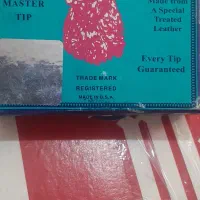 MASTER
TIP
Made from
A Special
Treated
Leather
Every Tip
Guaranteed
TRADE MARK
REGISTERED
MADE IN U.S.A.